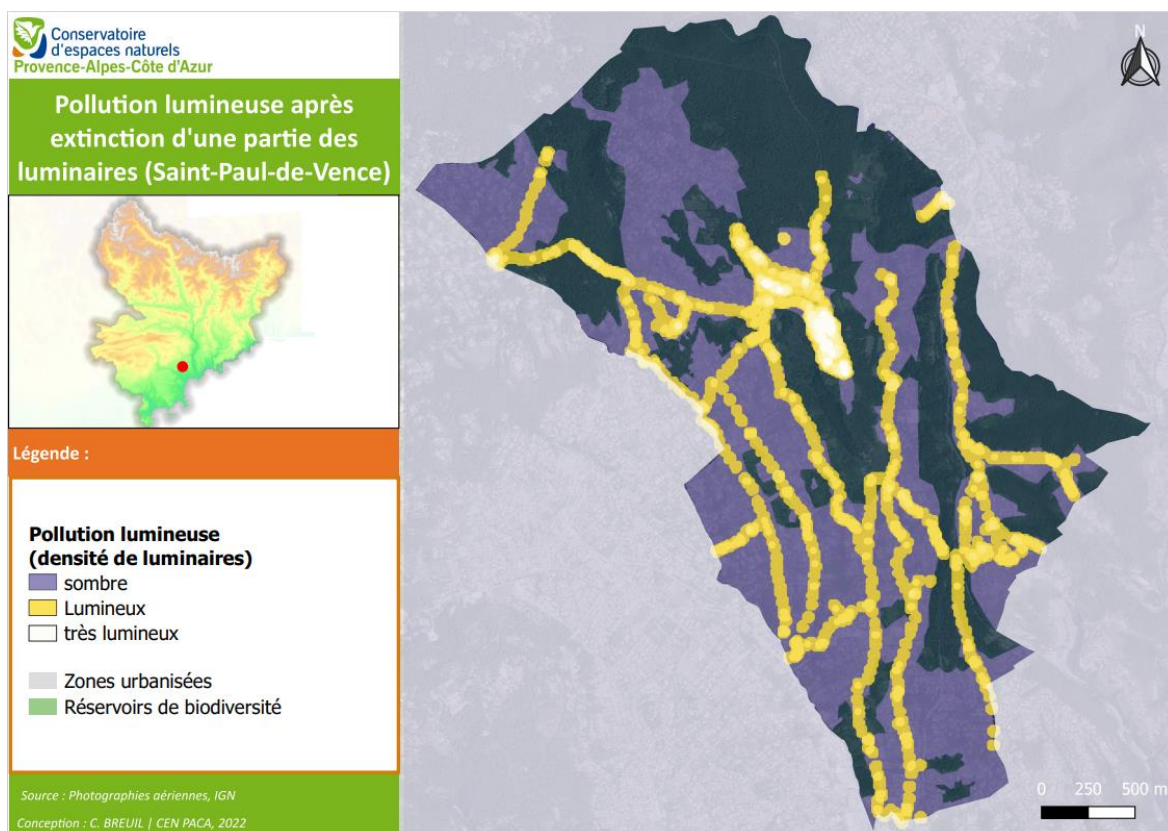 Conservatoire
d'espaces naturels
Provence-Alpes-Côte d'Azur
Pollution lumineuse après
extinction d'une partie des
luminaires (Saint-Paul-de-Vence)
Légende :
Pollution lumineuse
(densité de luminaires)
sombre
Lumineux
très lumineux
Zones urbanisées
Réservoirs de biodiversité
Source : Photographies aériennes, IGN
Conception : C. BREUIL | CEN PACA, 2022
N
0 250 500 m